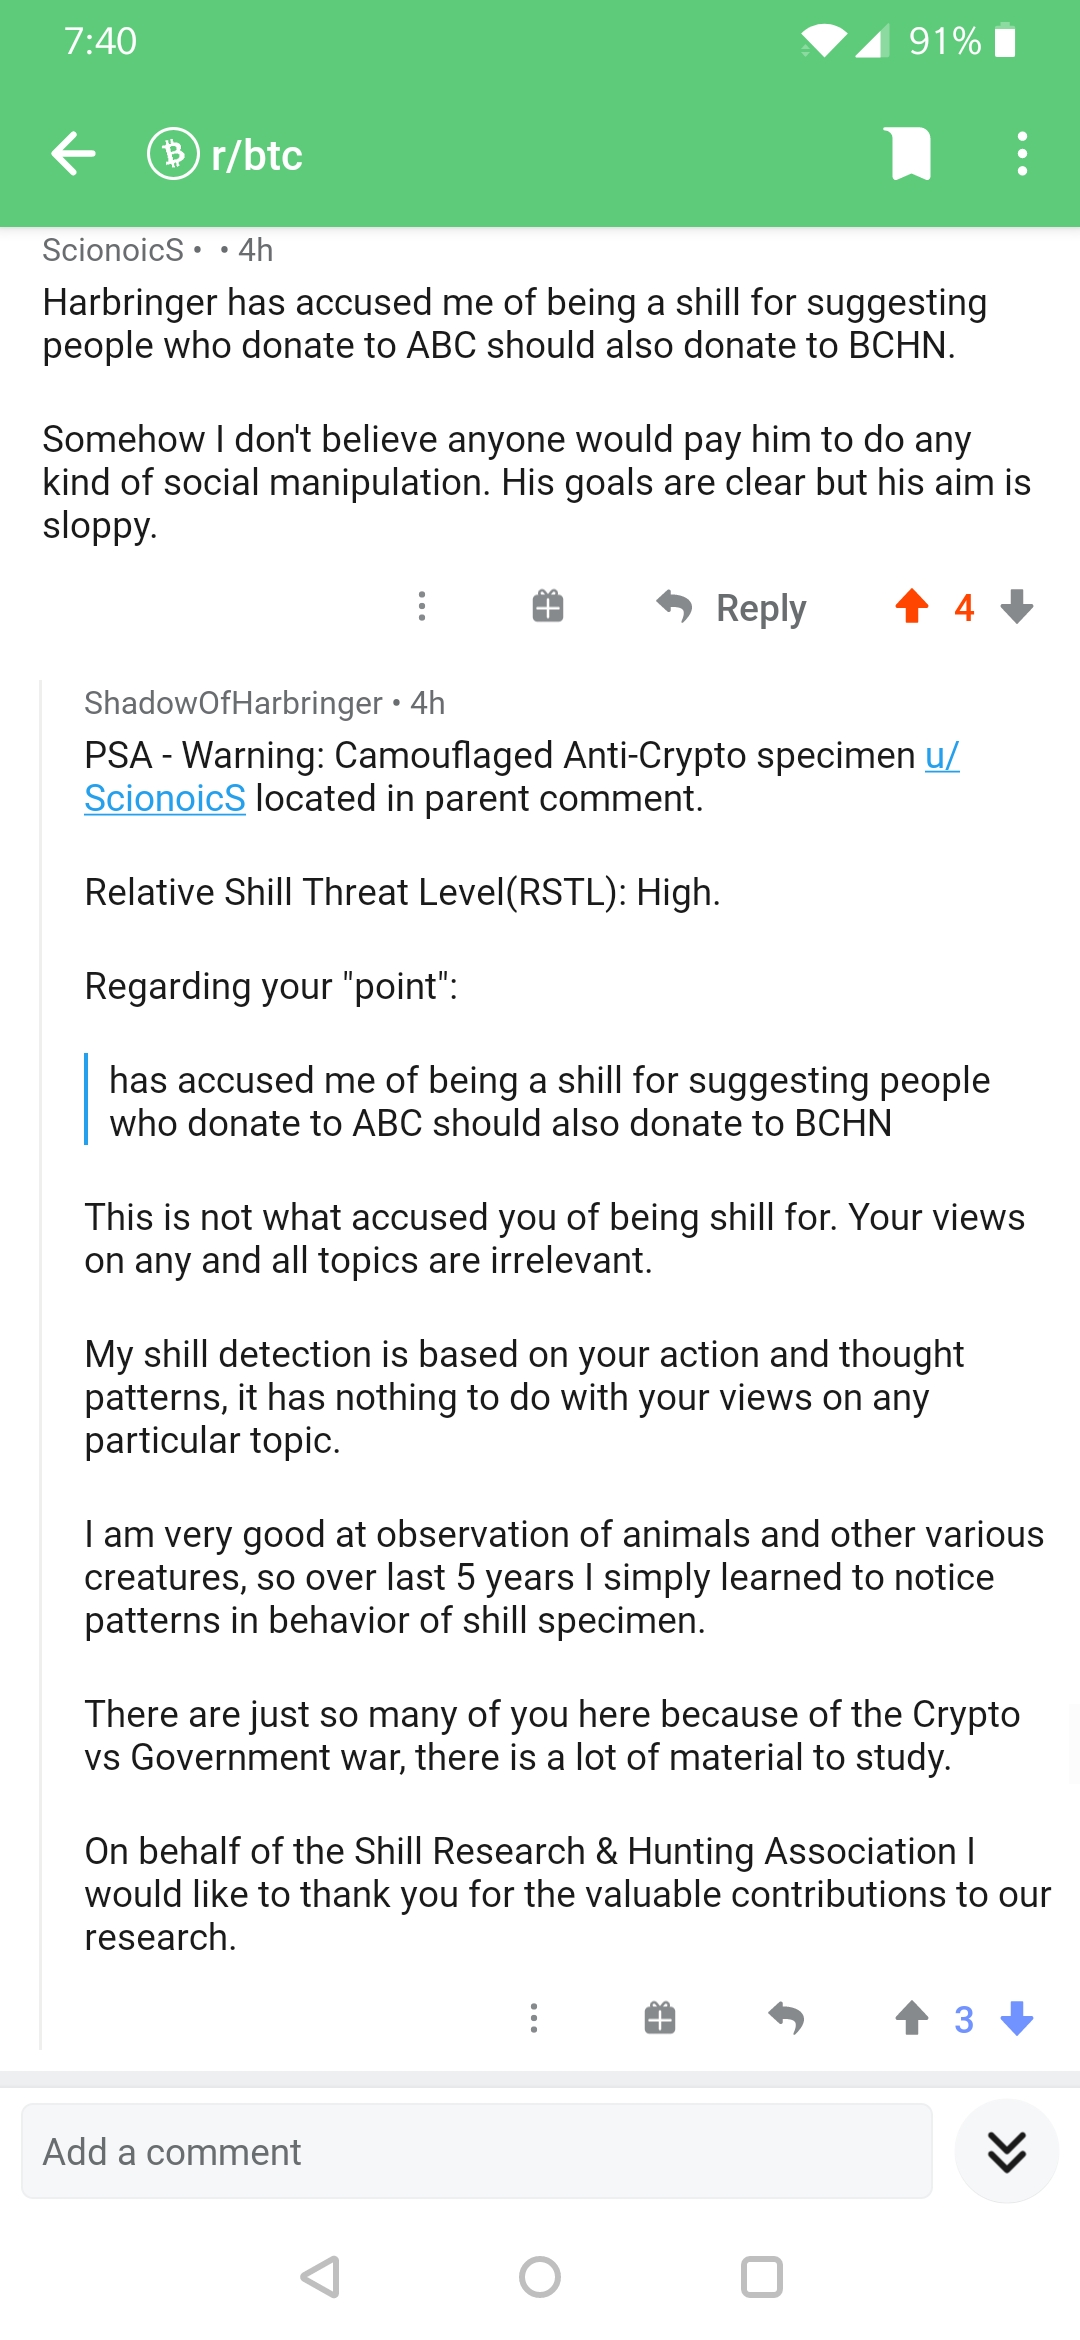 7:40
91%
r/btc
ScionoicS • • 4h
Harbringer has accused me of being a shill for suggesting
people who donate to ABC should also donate to BCHN.
Somehow I don't believe anyone would pay him to do any
kind of social manipulation. His goals are clear but his aim is
sloppy.
Reply
4
ShadowOfHarbringer • 4h
PSA - Warning: Camouflaged Anti-Crypto specimen u/
ScionoicS located in parent comment.
Relative Shill Threat Level(RSTL): High.
Regarding your "point":
has accused me of being a shill for suggesting people
who donate to ABC should also donate to BCHN
This is not what accused you of being shill for. Your views
on any and all topics are irrelevant.
My shill detection is based on your action and thought
patterns, it has nothing to do with your views on any
particular topic.
I am very good at observation of animals and other various
creatures, so over last 5 years I simply learned to notice
patterns in behavior of shill specimen.
There are just so many of you here because of the Crypto
vs Government war, there is a lot of material to study.
On behalf of the Shill Research & Hunting Association I
would like to thank you for the valuable contributions to our
research.
3
Add a comment